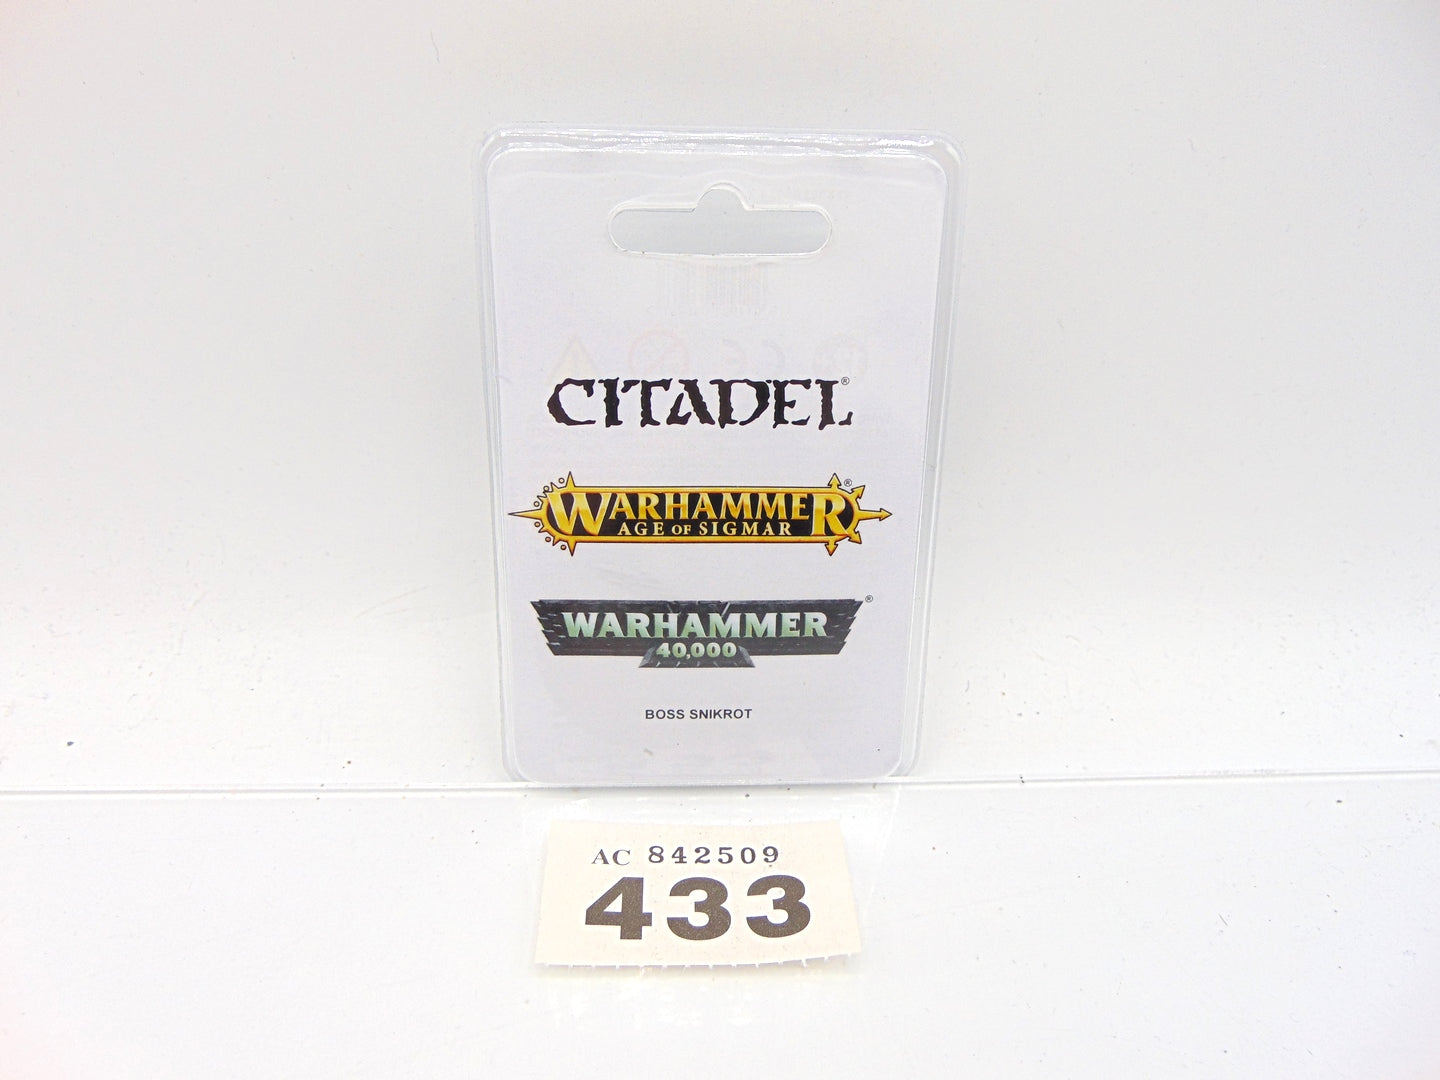 CITADEL®
WARHAMMER®
AGE OF SIGMAR
WARHAMMER®
40,000
BOSS SNIKROT
AC 842509
433